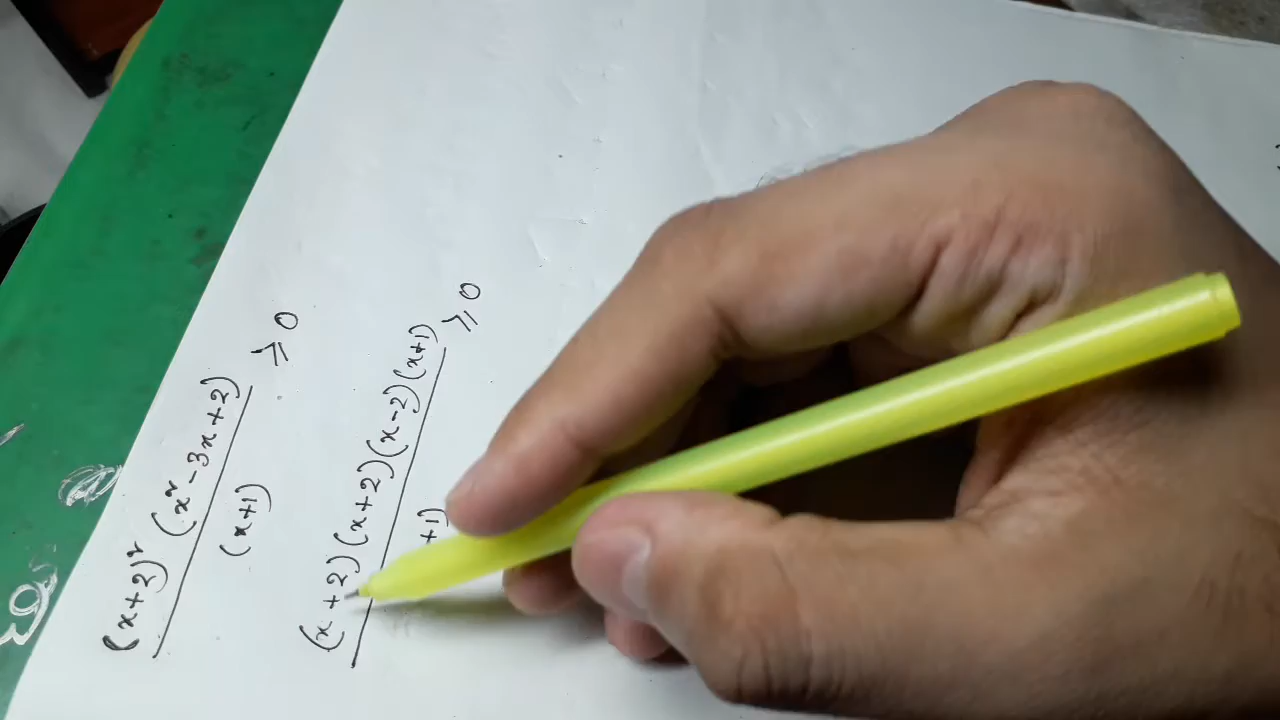 (x+2)² (x²-3x+2)
(x+1)
≥ 0
(x+2)(x+2)(x-2)(x+1)
+1)
≥ 0